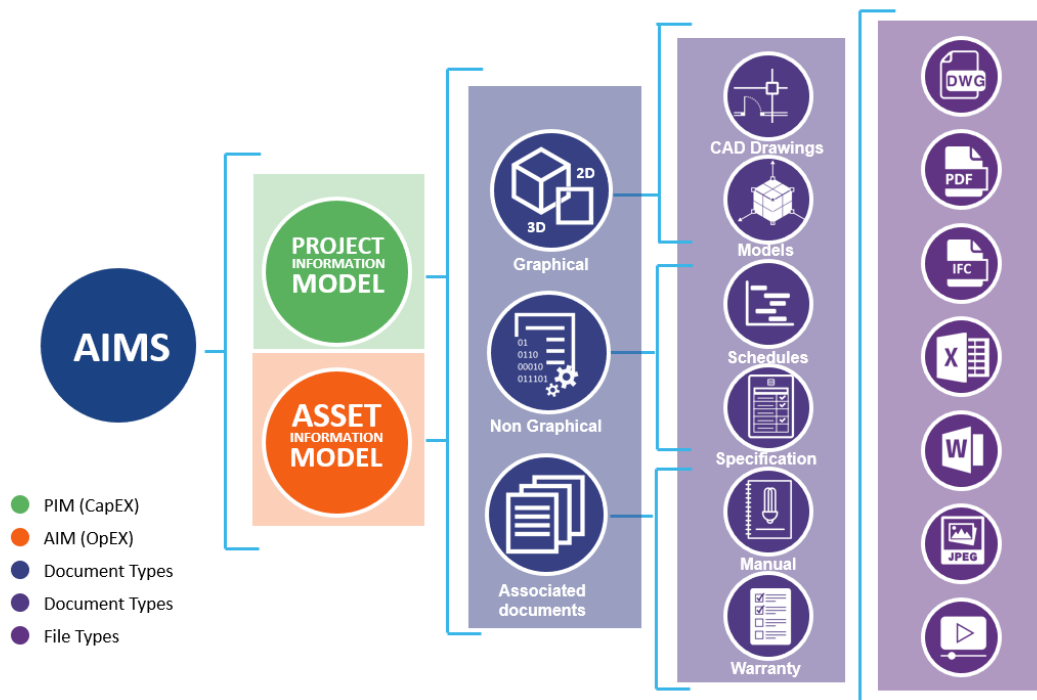 AIMS
PROJECT
INFORMATION
MODEL
ASSET
INFORMATION
MODEL
PIM (CapEX)
AIM (OpEX)
Document Types
Document Types
File Types
2D
3D
Graphical
01
0110
00010
011101
Non Graphical
Associated
documents
CAD Drawings
Models
Schedules
Specification
Manual
Warranty
DWG
PDF
IFC
X
W
JPEG